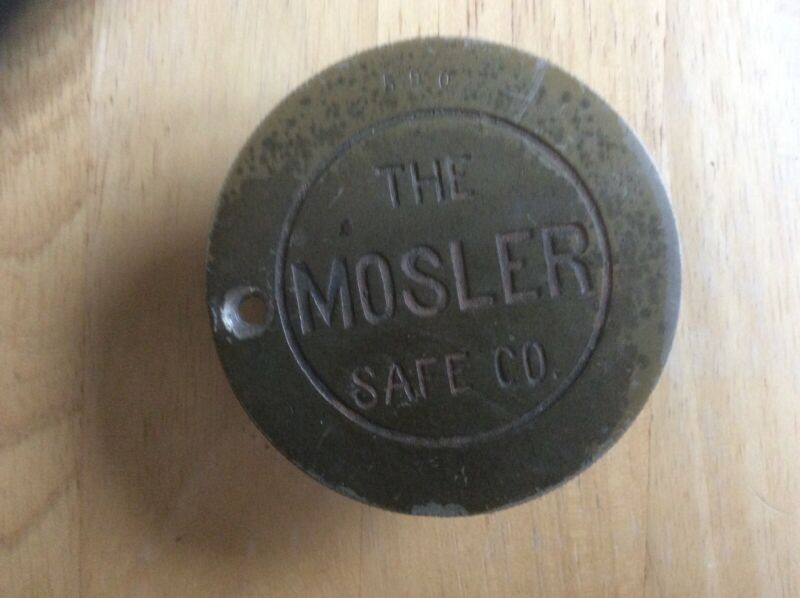 THE
MOSLER
SAFE CO.